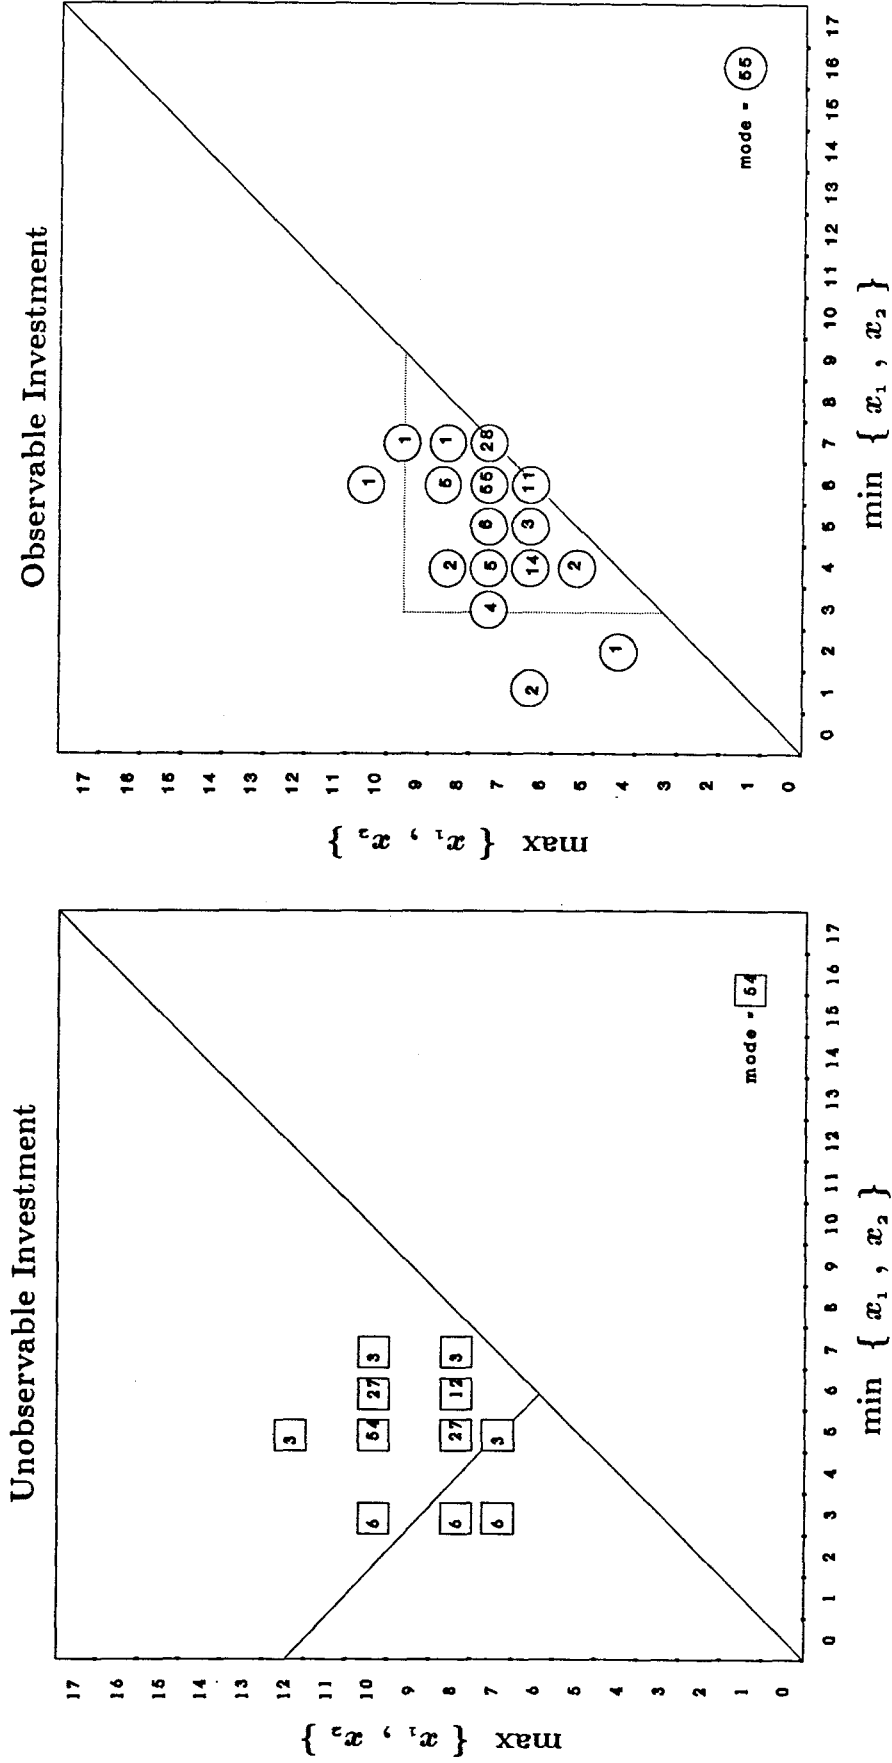 Unobservable Investment
max { x₁ , x₂ }
17
16
15
14
13
12
11
10
9
8
7
6
5
4
3
2
1
0
3
6 54 27 3
6 27 12 3
6 3
mode = 54
0 1 2 3 4 5 6 7 8 9 10 11 12 13 14 15 16 17
min { x₁ , x₂ }
Observable Investment
max { x₁ , x₂ }
17
16
15
14
13
12
11
10
9
8
7
6
5
4
3
2
1
0
1
1
2 5 1
4 5 6 55 28
2 14 3 11
2
1
mode = 55
0 1 2 3 4 5 6 7 8 9 10 11 12 13 14 15 16 17
min { x₁ , x₂ }